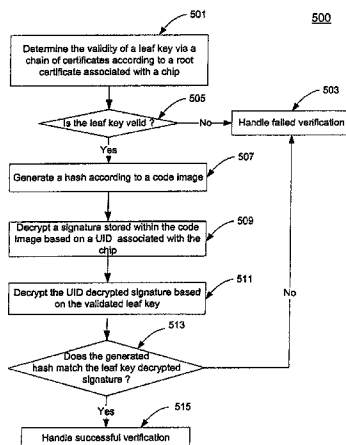 501
500
Determine the validity of a leaf key via a
chain of certificates according to a root
certificate associated with a chip
505
503
Is the leaf key valid ?
No
Handle failed verification
Yes
507
Generate a hash according to a code image
509
Decrypt a signature stored within the code
image based on a UID associated with the
chip
511
Decrypt the UID decrypted signature based
on the validated leaf key
No
513
Does the generated
hash match the leaf key decrypted
signature ?
Yes
515
Handle successful verification